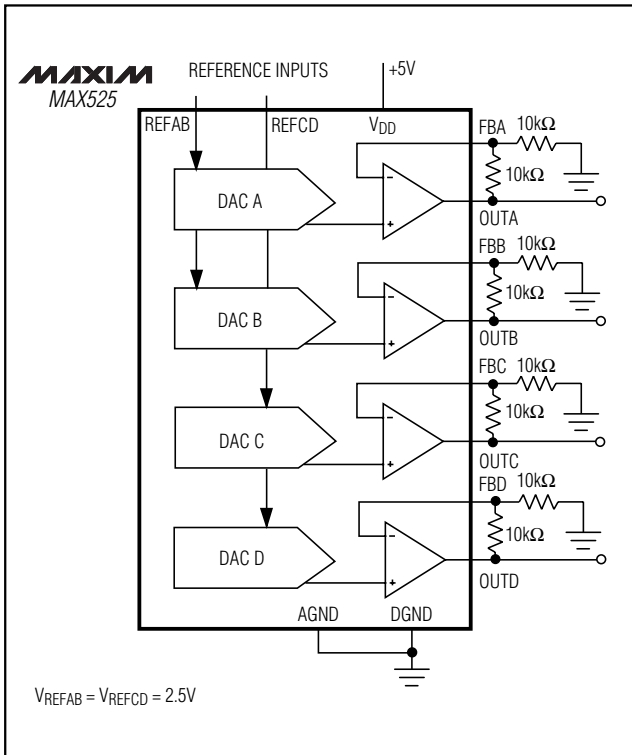 MAXIM
MAX525
REFERENCE INPUTS
+5V
REFAB
REFCD
VDD
FBA
10kΩ
10kΩ
DAC A
-
+
OUTA
FBB
10kΩ
10kΩ
DAC B
-
+
OUTB
FBC
10kΩ
10kΩ
DAC C
-
+
OUTC
FBD
10kΩ
10kΩ
DAC D
-
+
OUTD
AGND
DGND
VREFAB = VREFCD = 2.5V